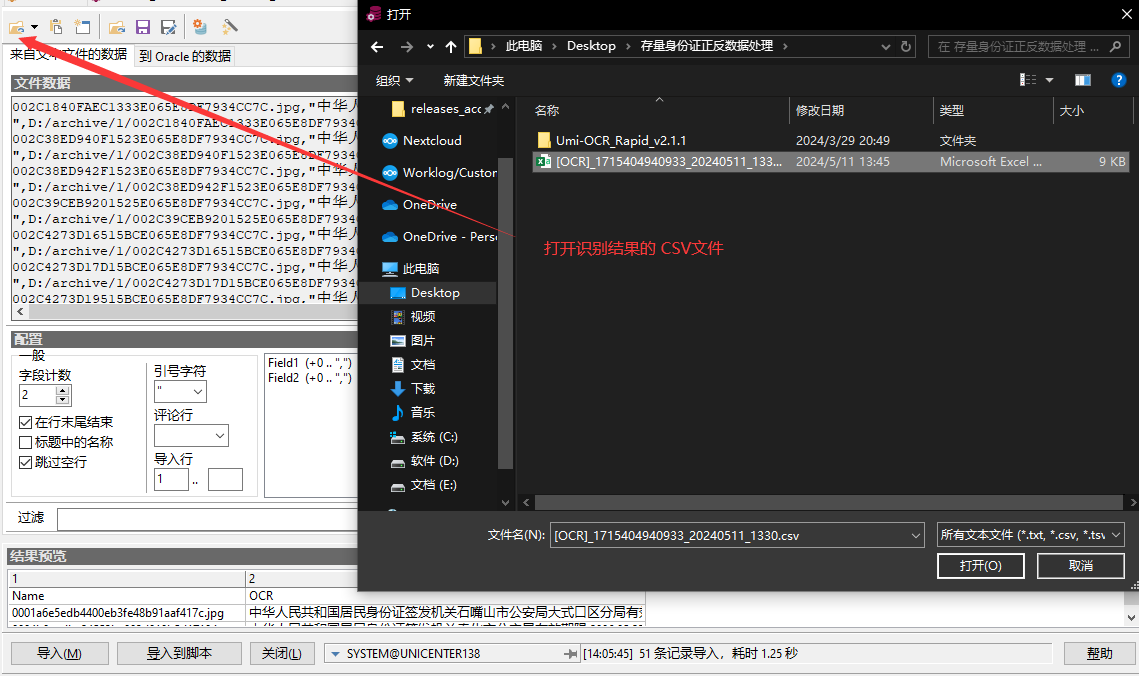 来自文本文件的数据
到 Oracle 的数据
文件数据
002C1840FAEC1333E065E8DF7934CC7C.jpg,"中华人
",D:/archive/1/002C1840FAEC1333E065E8DF7934
002C38ED940F1523E065E8DF7934CC7C.jpg,"中华人
",D:/archive/1/002C38ED940F1523E065E8DF7934
002C38ED942F1523E065E8DF7934CC7C.jpg,"中华人
",D:/archive/1/002C38ED942F1523E065E8DF7934
002C39CEB9201525E065E8DF7934CC7C.jpg,"中华人
",D:/archive/1/002C39CEB9201525E065E8DF7934
002C4273D16515BCE065E8DF7934CC7C.jpg,"中华人
",D:/archive/1/002C4273D16515BCE065E8DF7934
002C4273D17D15BCE065E8DF7934CC7C.jpg,"中华人
",D:/archive/1/002C4273D17D15BCE065E8DF7934
002C4273D19515BCE065E8DF7934CC7C.jpg,"中华人
配置
一般
字段计数
2
在行末尾结束
标题中的名称
跳过空行
引号字符
"
评论行
导入行
1 ..
Field1 (+0 .. ",")
Field2 (+0 .. ",")
过滤
结果预览
1 2
Name OCR
0001a6e5edb4400eb3fe48b91aaf417c.jpg 中华人民共和国居民身份证签发机关石嘴山市公安局大武口区分局有效
导入(M) 导入到脚本 关闭(L) SYSTEM@UNICENTER138 [14:05:45] 51 条记录导入，耗时 1.25 秒 帮助
打开
此电脑 Desktop 存量身份证正反数据处理
在 存量身份证正反数据处理 ...
组织 新建文件夹
releases_acc
Nextcloud
Worklog/Custor
OneDrive
OneDrive - Perso
此电脑
Desktop
视频
图片
文档
下载
音乐
系统 (C:)
软件 (D:)
文档 (E:)
名称 修改日期 类型 大小
Umi-OCR_Rapid_v2.1.1 2024/3/29 20:49 文件夹
[OCR]_1715404940933_20240511_133... 2024/5/11 13:45 Microsoft Excel ... 9 KB
打开识别结果的 CSV文件
文件名(N): [OCR]_1715404940933_20240511_1330.csv 所有文本文件 (*.txt, *.csv, *.tsv
打开(O) 取消